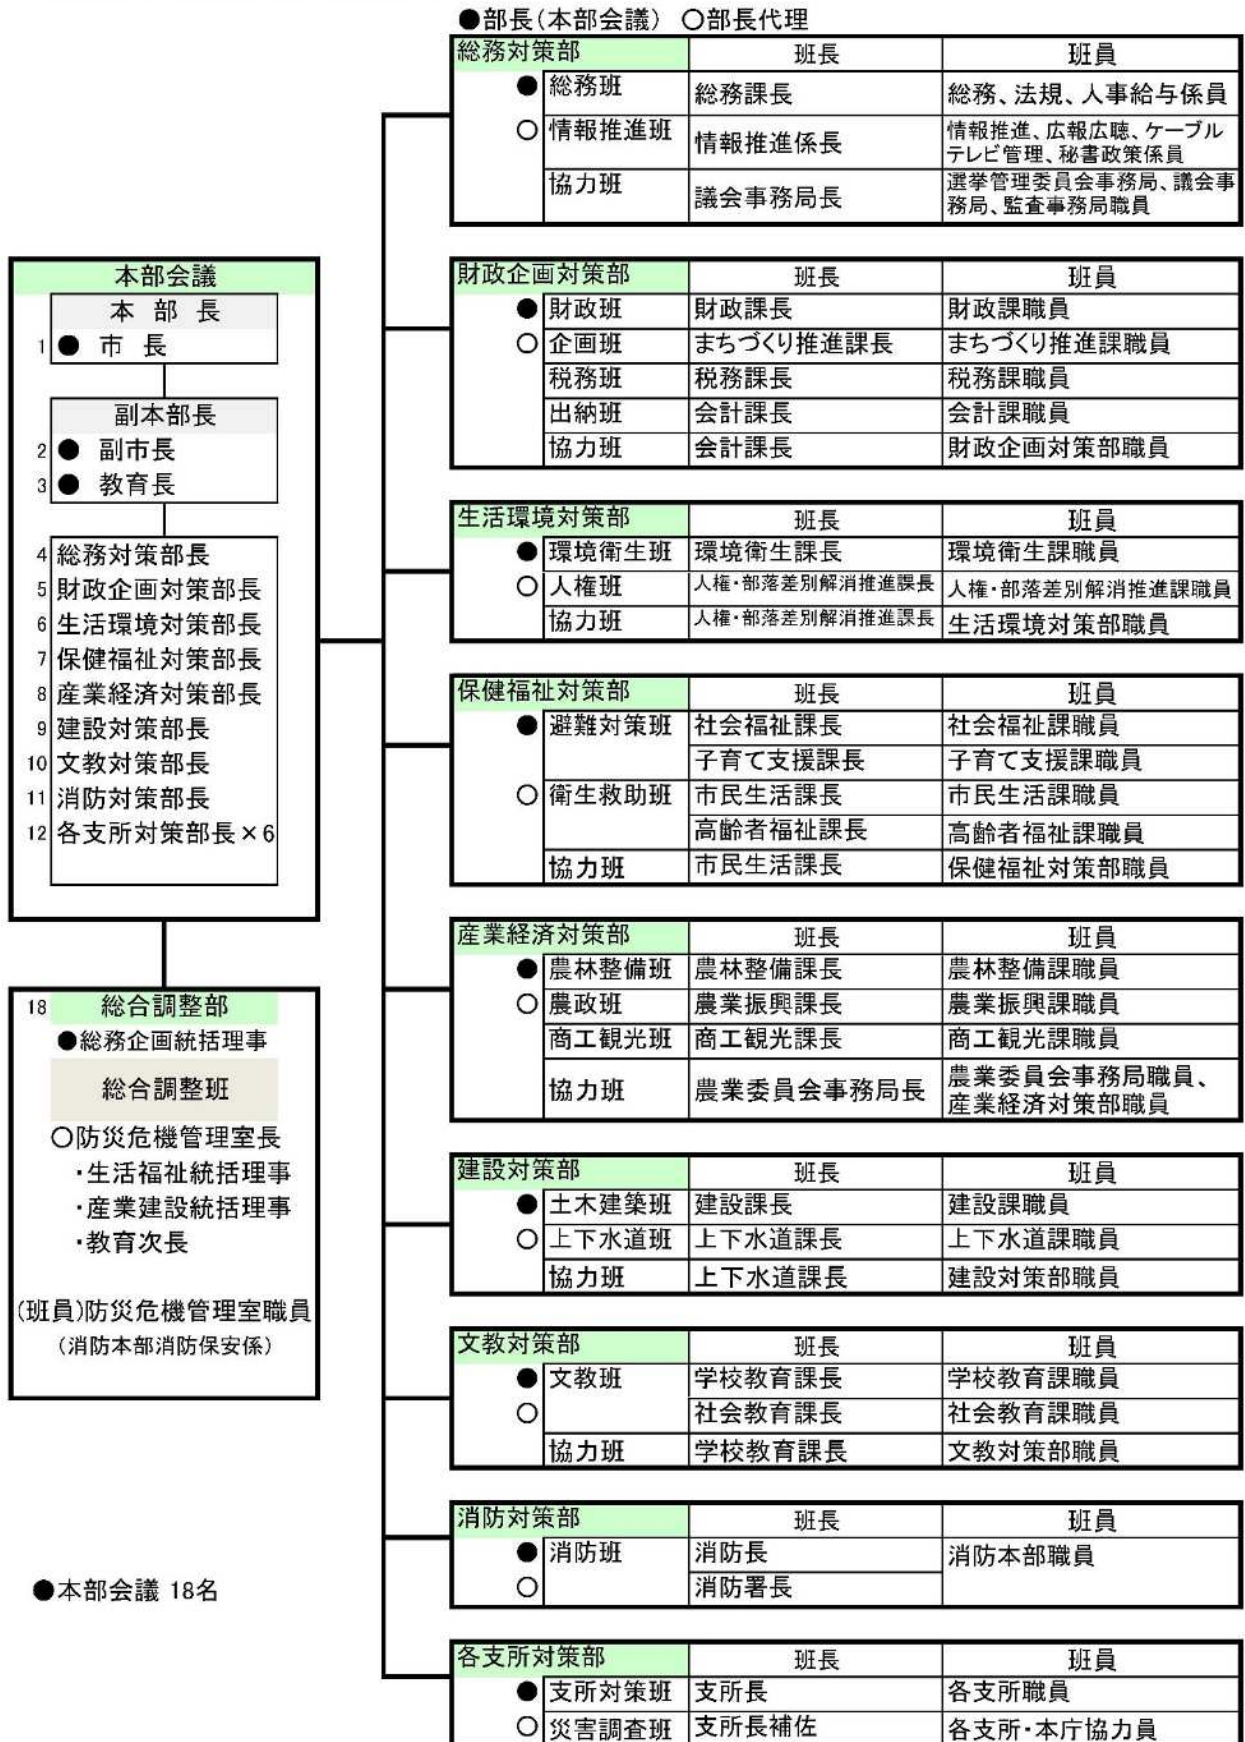 ●部長(本部会議) ○部長代理
総務対策部 班長 班員
●総務班 総務課長 総務、法規、人事給与係員
○情報推進班 情報推進係長 情報推進、広報広聴、ケーブル
テレビ管理、秘書政策係員
協力班 議会事務局長 選挙管理委員会事務局、議会事
務局、監査事務局職員
本部会議
本 部 長
1 ● 市 長
副本部長
2 ● 副市長
3 ● 教育長
4 総務対策部長
5 財政企画対策部長
6 生活環境対策部長
7 保健福祉対策部長
8 産業経済対策部長
9 建設対策部長
10 文教対策部長
11 消防対策部長
12 各支所対策部長×6
18 総合調整部
●総務企画統括理事
総合調整班
○防災危機管理室長
・生活福祉統括理事
・産業建設統括理事
・教育次長
(班員)防災危機管理室職員
(消防本部消防保安係)
●本部会議 18名
財政企画対策部 班長 班員
●財政班 財政課長 財政課職員
○企画班 まちづくり推進課長 まちづくり推進課職員
税務班 税務課長 税務課職員
出納班 会計課長 会計課職員
協力班 会計課長 財政企画対策部職員
生活環境対策部 班長 班員
●環境衛生班 環境衛生課長 環境衛生課職員
○人権班 人権・部落差別解消推進課長 人権・部落差別解消推進課職員
協力班 人権・部落差別解消推進課長 生活環境対策部職員
保健福祉対策部 班長 班員
●避難対策班 社会福祉課長 社会福祉課職員
子育て支援課長 子育て支援課職員
○衛生救助班 市民生活課長 市民生活課職員
高齢者福祉課長 高齢者福祉課職員
協力班 市民生活課長 保健福祉対策部職員
産業経済対策部 班長 班員
●農林整備班 農林整備課長 農林整備課職員
○農政班 農業振興課長 農業振興課職員
商工観光班 商工観光課長 商工観光課職員
協力班 農業委員会事務局長 農業委員会事務局職員、
産業経済対策部職員
建設対策部 班長 班員
●土木建築班 建設課長 建設課職員
○上下水道班 上下水道課長 上下水道課職員
協力班 上下水道課長 建設対策部職員
文教対策部 班長 班員
●文教班 学校教育課長 学校教育課職員
○ 社会教育課長 社会教育課職員
協力班 学校教育課長 文教対策部職員
消防対策部 班長 班員
●消防班 消防長 消防本部職員
○ 消防署長
各支所対策部 班長 班員
●支所対策班 支所長 各支所職員
○災害調査班 支所長補佐 各支所・本庁協力員